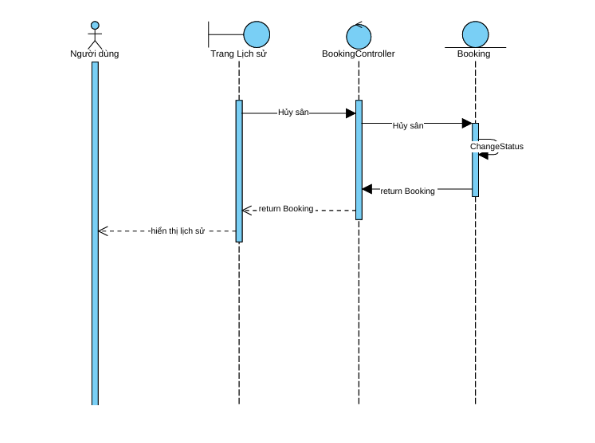 Người dùng
Trang Lịch sử
BookingController
Booking
Hủy sân
Hủy sân
ChangeStatus
return Booking
return Booking
hiển thị lịch sử